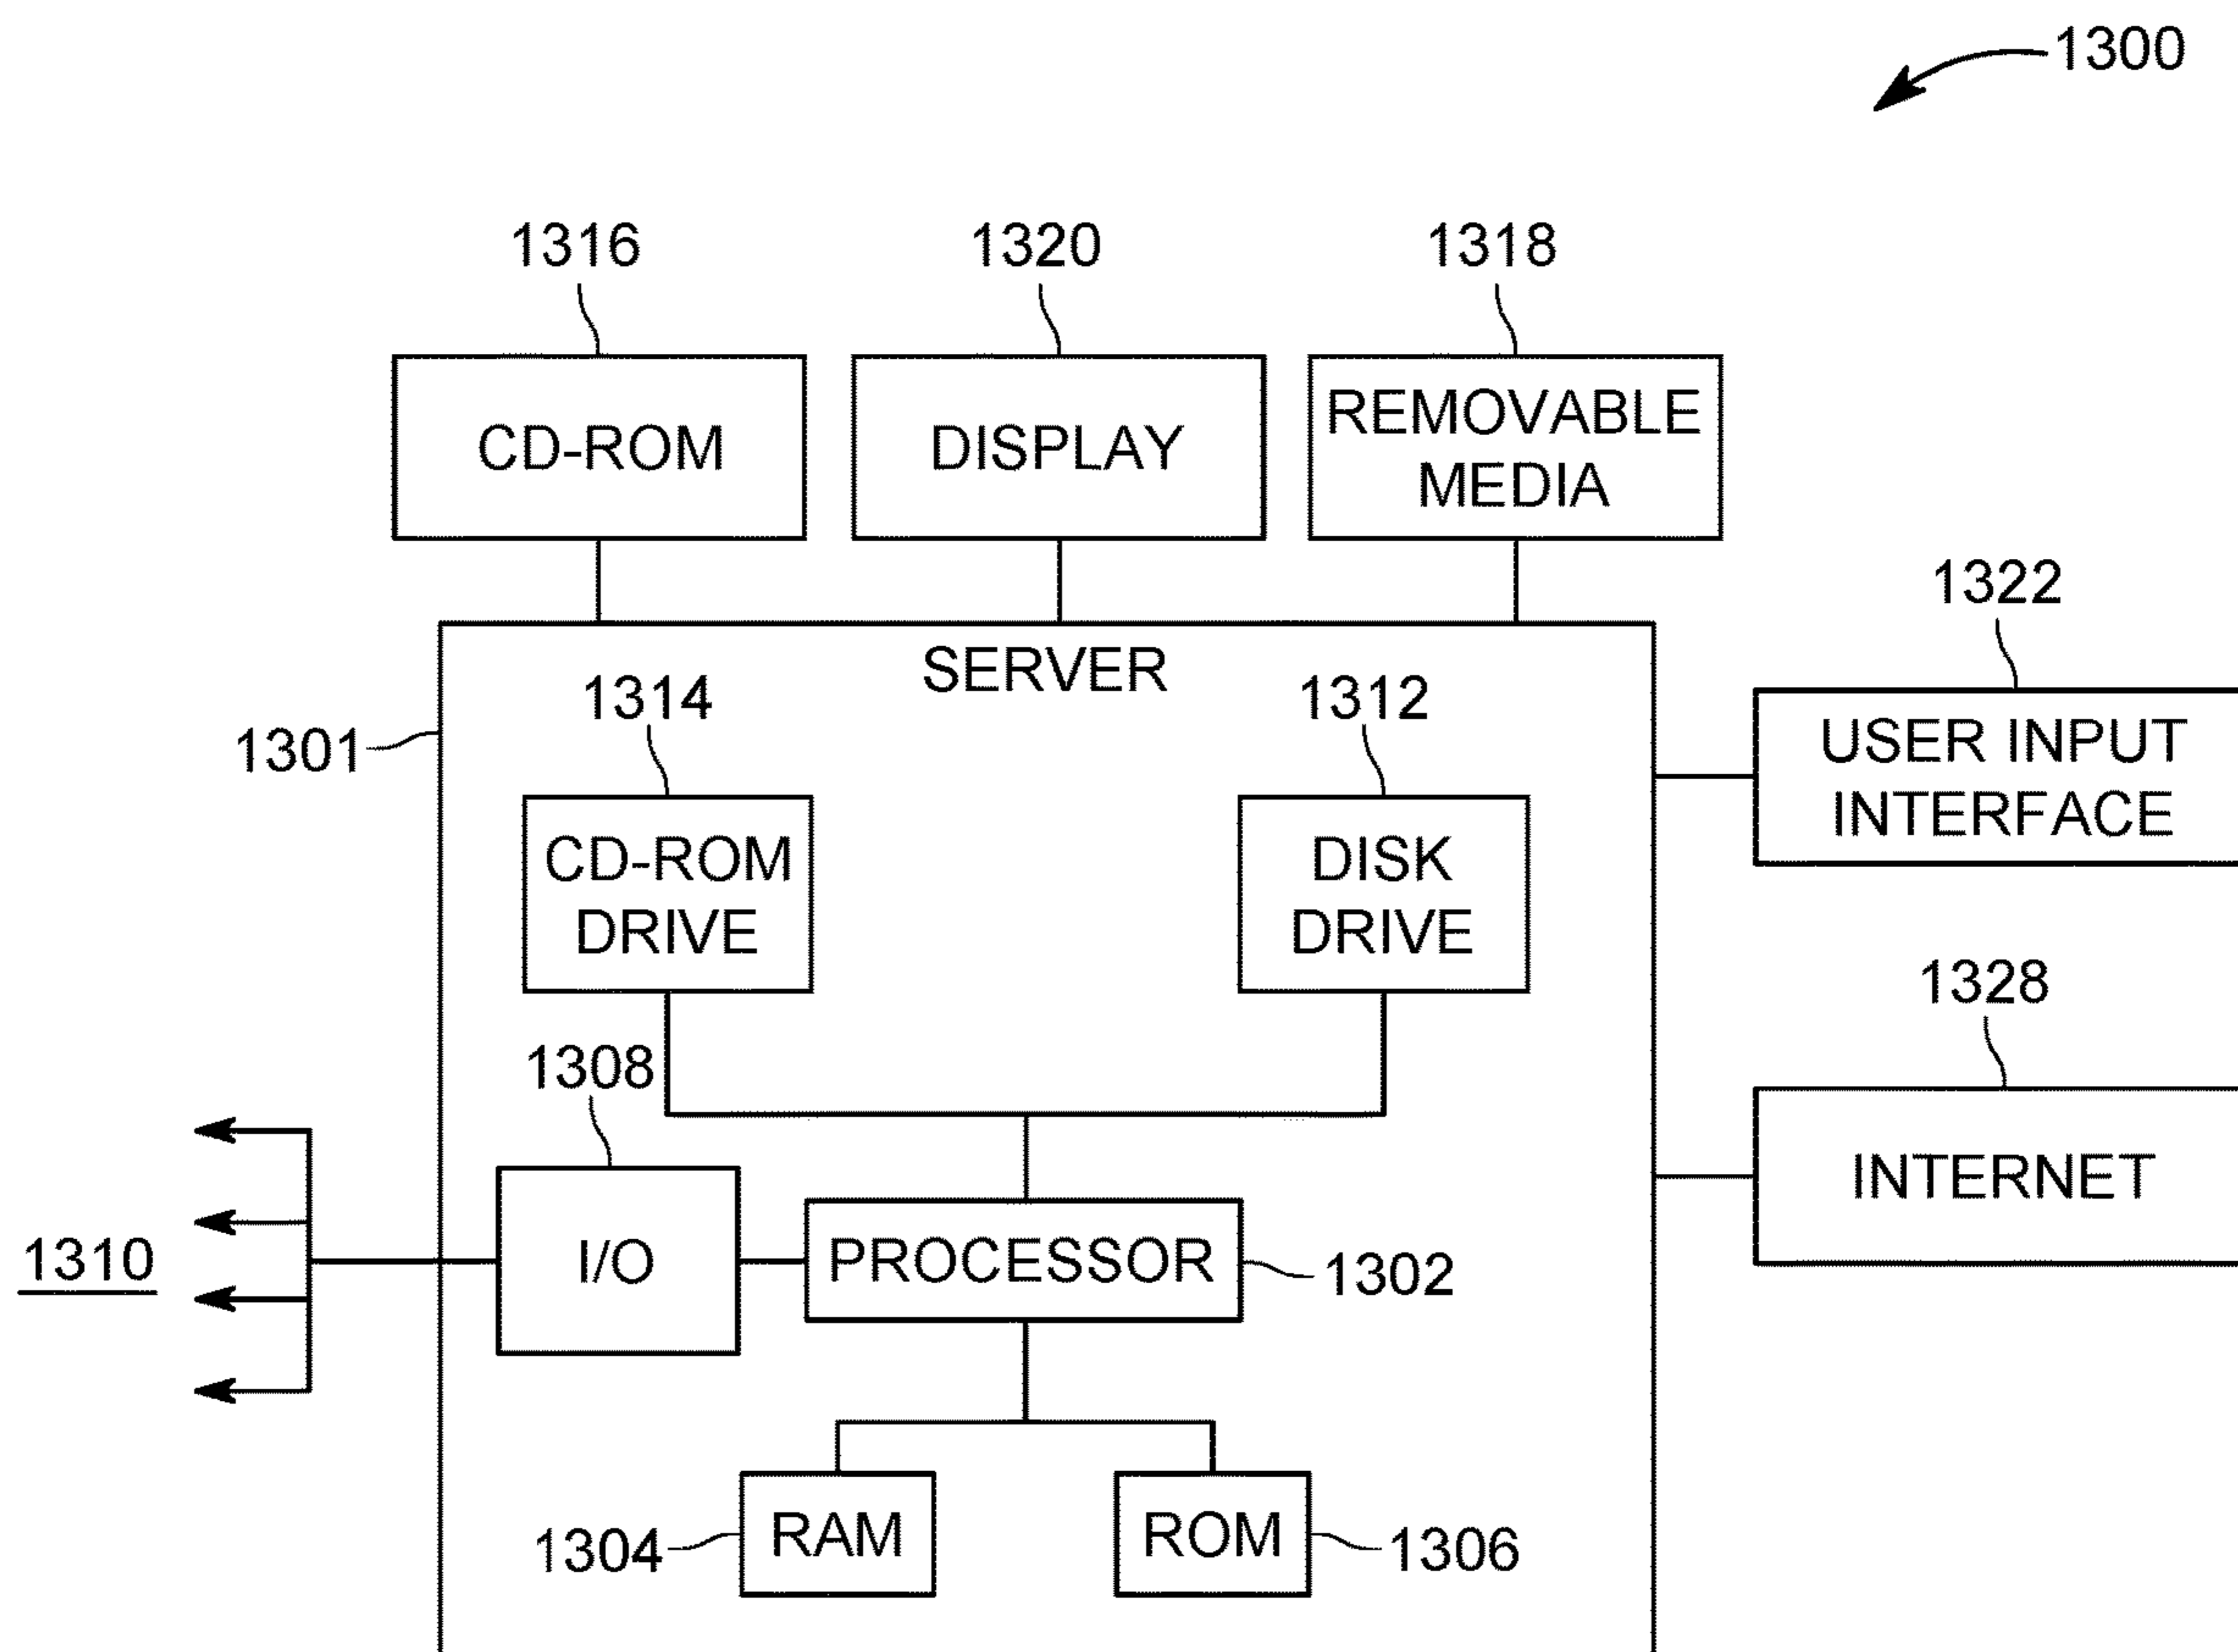 1300
1316
1320
1318
CD-ROM
DISPLAY
REMOVABLE
MEDIA
1322
SERVER
1314
1312
1301
USER INPUT
INTERFACE
CD-ROM
DRIVE
DISK
DRIVE
1328
1308
INTERNET
1310
I/O
PROCESSOR
1302
1304
RAM
ROM
1306